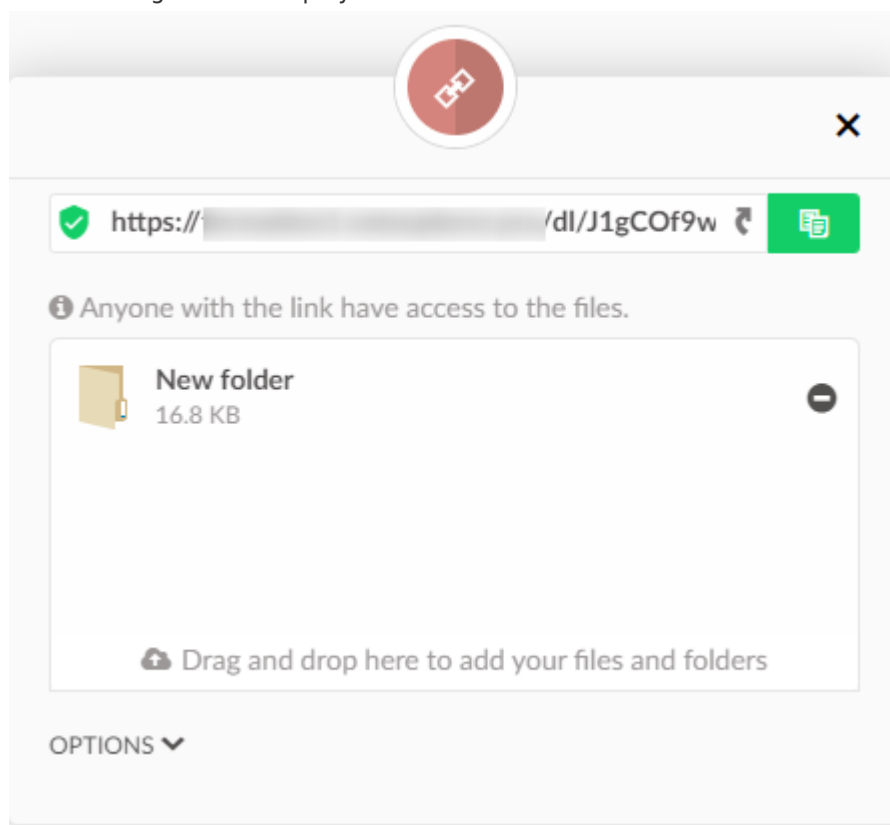 https:// /dl/J1gCOf9w
Anyone with the link have access to the files.
New folder
16.8 KB
Drag and drop here to add your files and folders
OPTIONS